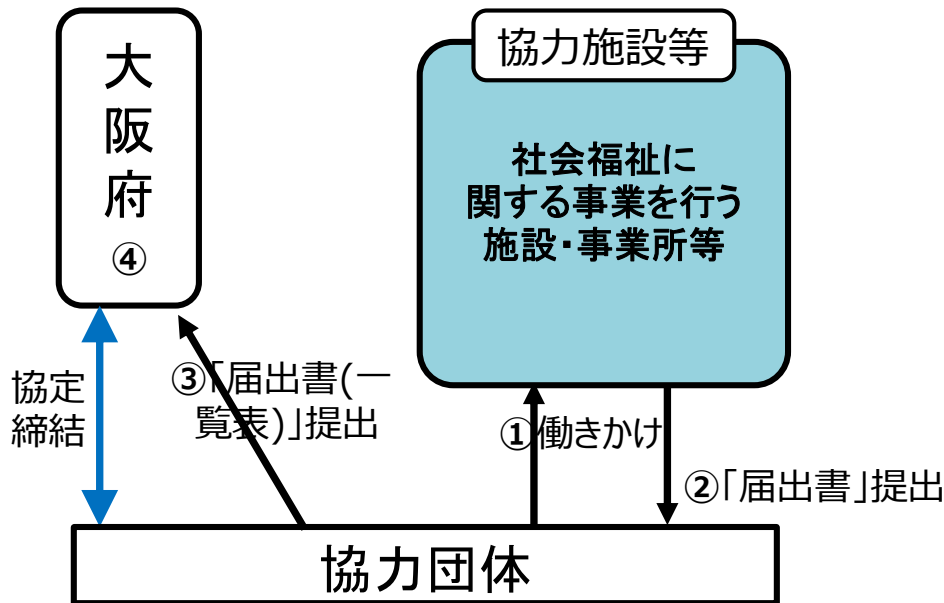 大
阪
府
④
協力施設等
社会福祉に
関する事業を行う
施設・事業所等
協定
締結
③「届出書(一
覧表)」提出
①働きかけ
②「届出書」提出
協力団体